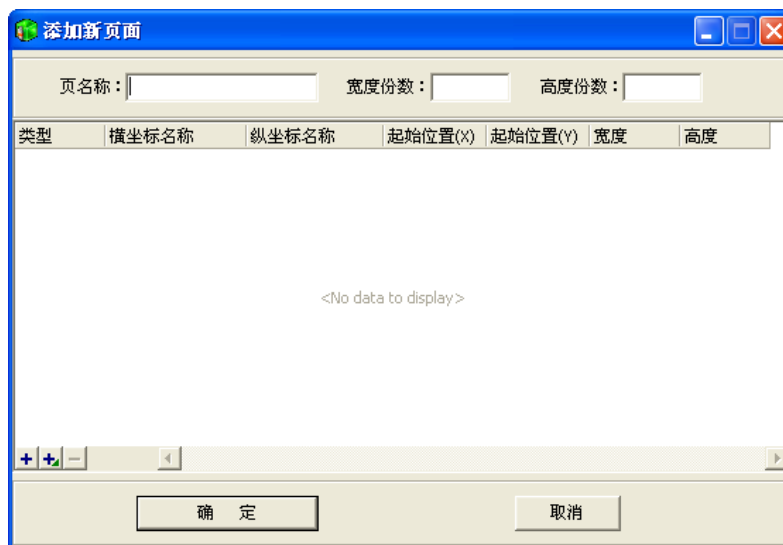 添加新页面
页名称： 宽度份数： 高度份数：
类型 横坐标名称 纵坐标名称 起始位置(X) 起始位置(Y) 宽度 高度
<No data to display>
确 定 取消